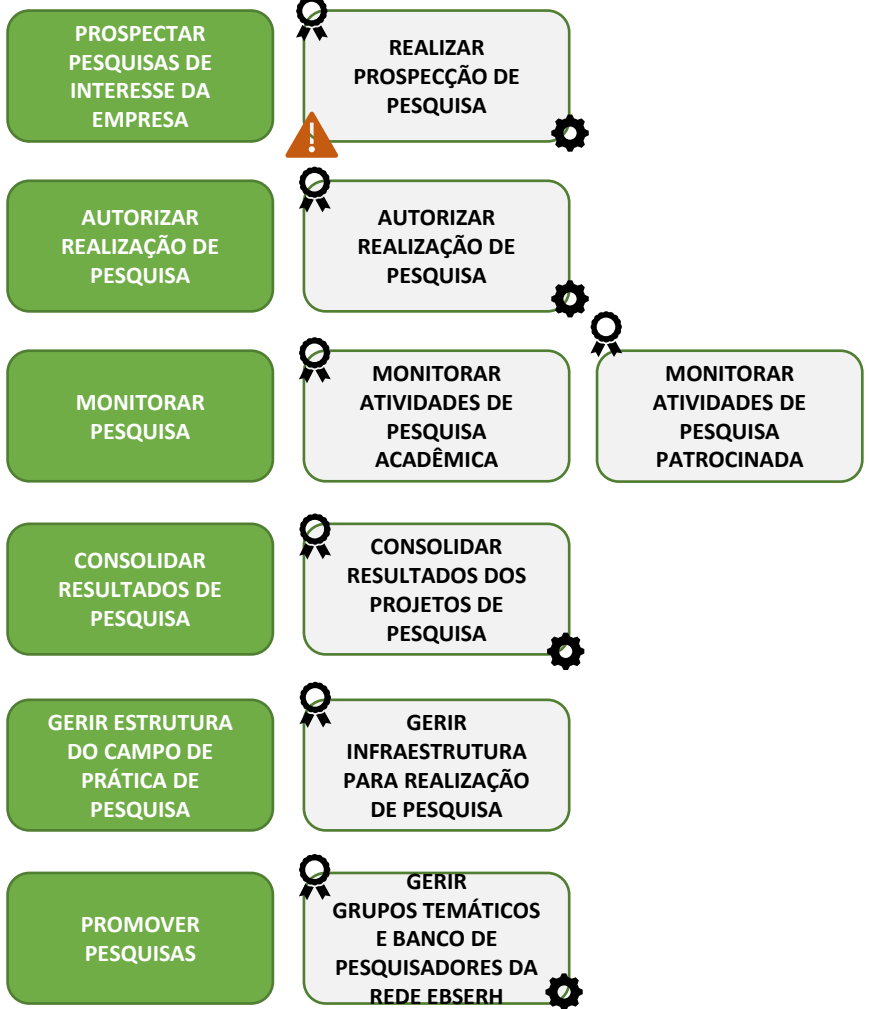 PROSPECTAR
PESQUISAS DE
INTERESSE DA
EMPRESA
REALIZAR
PROSPECÇÃO DE
PESQUISA
AUTORIZAR
REALIZAÇÃO DE
PESQUISA
AUTORIZAR
REALIZAÇÃO DE
PESQUISA
MONITORAR
PESQUISA
MONITORAR
ATIVIDADES DE
PESQUISA
ACADÊMICA
MONITORAR
ATIVIDADES DE
PESQUISA
PATROCINADA
CONSOLIDAR
RESULTADOS DE
PESQUISA
CONSOLIDAR
RESULTADOS DOS
PROJETOS DE
PESQUISA
GERIR ESTRUTURA
DO CAMPO DE
PRÁTICA DE
PESQUISA
GERIR
INFRAESTRUTURA
PARA REALIZAÇÃO
DE PESQUISA
PROMOVER
PESQUISAS
GERIR
GRUPOS TEMÁTICOS
E BANCO DE
PESQUISADORES DA
REDE EBSERH